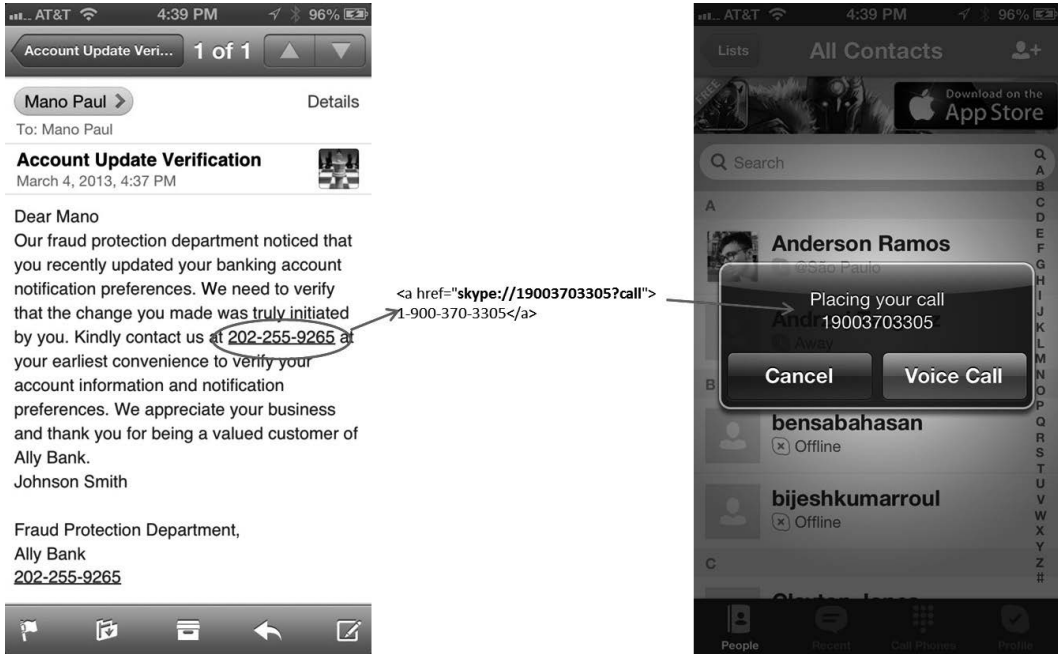 AT&T 4:39 PM 96%
Account Update Veri... 1 of 1
Mano Paul
Details
To: Mano Paul
Account Update Verification
March 4, 2013, 4:37 PM
Dear Mano
Our fraud protection department noticed that
you recently updated your banking account
notification preferences. We need to verify
that the change you made was truly initiated
by you. Kindly contact us at 202-255-9265 at
your earliest convenience to verify your
account information and notification
preferences. We appreciate your business
and thank you for being a valued customer of
Ally Bank.
Johnson Smith
Fraud Protection Department,
Ally Bank
202-255-9265
<a href="skype://19003703305?call">
1-900-370-3305</a>
AT&T 4:39 PM 96%
Lists All Contacts
FREE
Download on the
App Store
Search
A
Anderson Ramos
@São Paulo
Placing your call
19003703305
Away
Cancel Voice Call
B
bensabahasan
Offline
bijeshkumarroul
Offline
C
Clayton Jones
People Recent Call Phones Profile
Q
A
B
C
D
E
F
G
H
I
J
K
L
M
N
O
P
Q
R
S
T
U
V
W
X
Y
Z
#